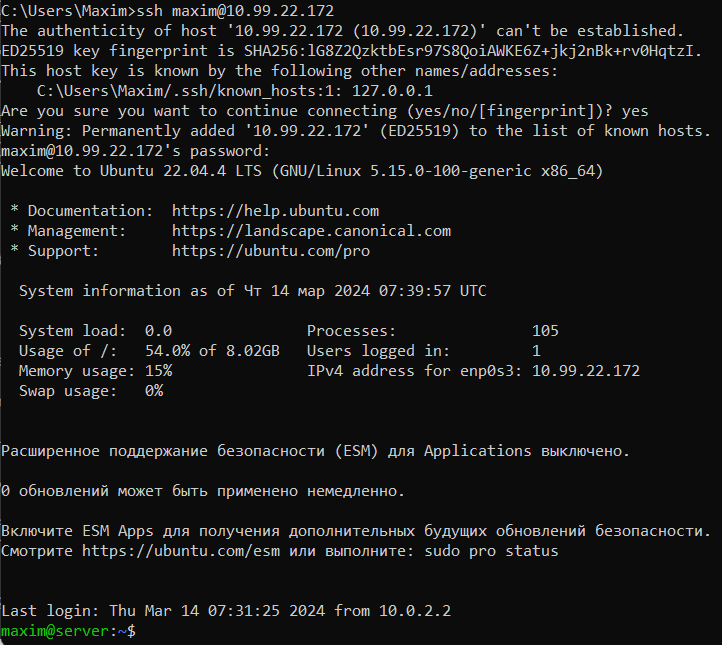 C:\Users\Maxim>ssh maxim@10.99.22.172
The authenticity of host '10.99.22.172 (10.99.22.172)' can't be established.
ED25519 key fingerprint is SHA256:lG8Z2QzktbEsr97S8QoiAWKE6Z+jkj2nBk+rv0HqtzI.
This host key is known by the following other names/addresses:
    C:\Users\Maxim/.ssh/known_hosts:1: 127.0.0.1
Are you sure you want to continue connecting (yes/no/[fingerprint])? yes
Warning: Permanently added '10.99.22.172' (ED25519) to the list of known hosts.
maxim@10.99.22.172's password:
Welcome to Ubuntu 22.04.4 LTS (GNU/Linux 5.15.0-100-generic x86_64)
 * Documentation:  https://help.ubuntu.com
 * Management:     https://landscape.canonical.com
 * Support:        https://ubuntu.com/pro
  System information as of Чт 14 мар 2024 07:39:57 UTC
  System load:  0.0                Processes:               105
  Usage of /:   54.0% of 8.02GB   Users logged in:         1
  Memory usage: 15%               IPv4 address for enp0s3: 10.99.22.172
  Swap usage:   0%
Расширенное поддержание безопасности (ESM) для Applications выключено.
0 обновлений может быть применено немедленно.
Включите ESM Apps для получения дополнительных будущих обновлений безопасности.
Смотрите https://ubuntu.com/esm или выполните: sudo pro status
Last login: Thu Mar 14 07:31:25 2024 from 10.0.2.2
maxim@server:~$